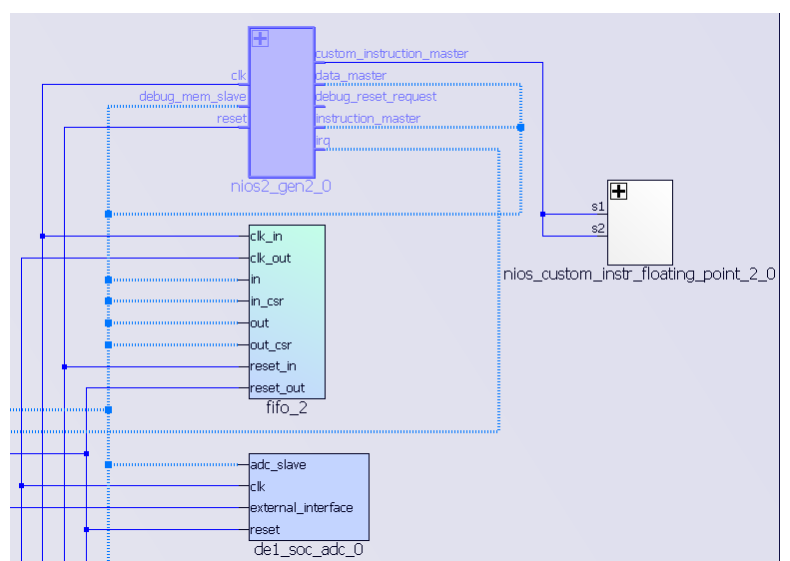 custom_instruction_master
clk
data_master
debug_mem_slave
debug_reset_request
reset
instruction_master
irq
nios2_gen2_0
s1
s2
nios_custom_instr_floating_point_2_0
clk_in
clk_out
in
in_csr
out
out_csr
reset_in
reset_out
fifo_2
adc_slave
clk
external_interface
reset
de1_soc_adc_0